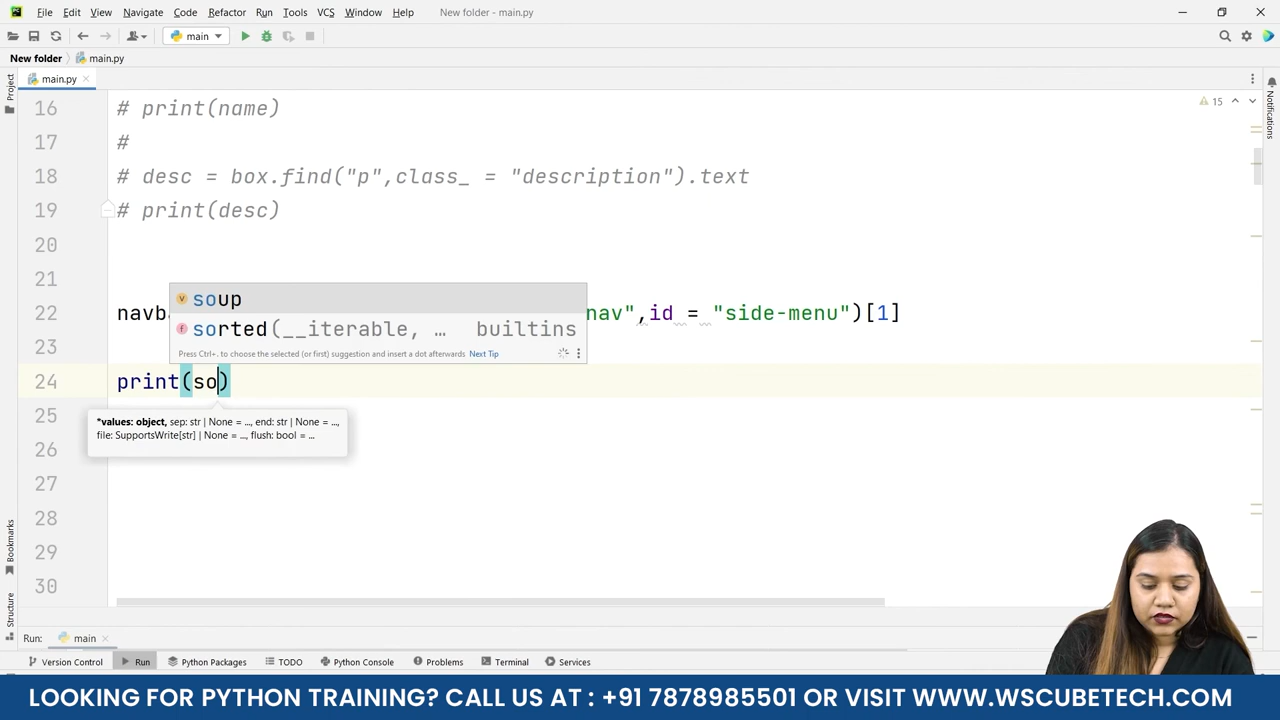 File Edit View Navigate Code Refactor Run Tools VCS Window Help New folder - main.py
main
New folder main.py
Project
main.py
Notifications
15
16 # print(name)
17 #
18 # desc = box.find("p",class_ = "description").text
19 # print(desc)
20
21
soup
22 navb nav",id = "side-menu")[1]
sorted(__iterable, … builtins
23
Press Ctrl+. to choose the selected (or first) suggestion and insert a dot afterwards Next Tip
24 print(so)
25
*values: object, sep: str | None = ..., end: str | None = ...,
file: SupportsWrite[str] | None = ..., flush: bool = ...
26
27
28
29
30
Bookmarks
Structure
Run: main
Version Control Run Python Packages TODO Python Console Problems Terminal Services
LOOKING FOR PYTHON TRAINING? CALL US AT : +91 7878985501 OR VISIT WWW.WSCUBETECH.COM